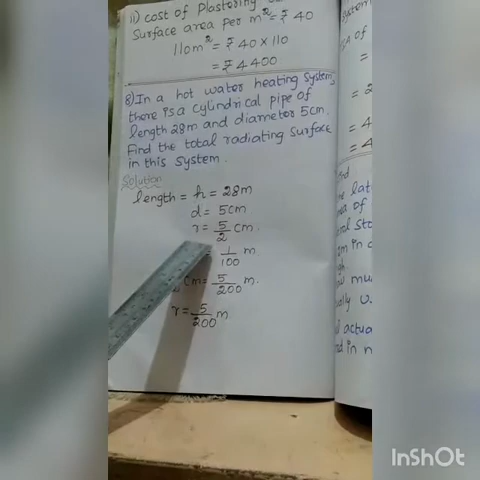 11) Cost of Plastering
Surface area per m² = ₹ 40
110m² = ₹ 40 × 110
= ₹ 4400
8) In a hot water heating system,
there is a cylindrical pipe of
length 28m and diameter 5cm.
Find the total radiating surface
in this system.
Solution
length = h = 28m
d = 5cm
r = 5/2 cm.
= 1/100 m
cm = 5/200 m.
r = 5/200 m
InShOt